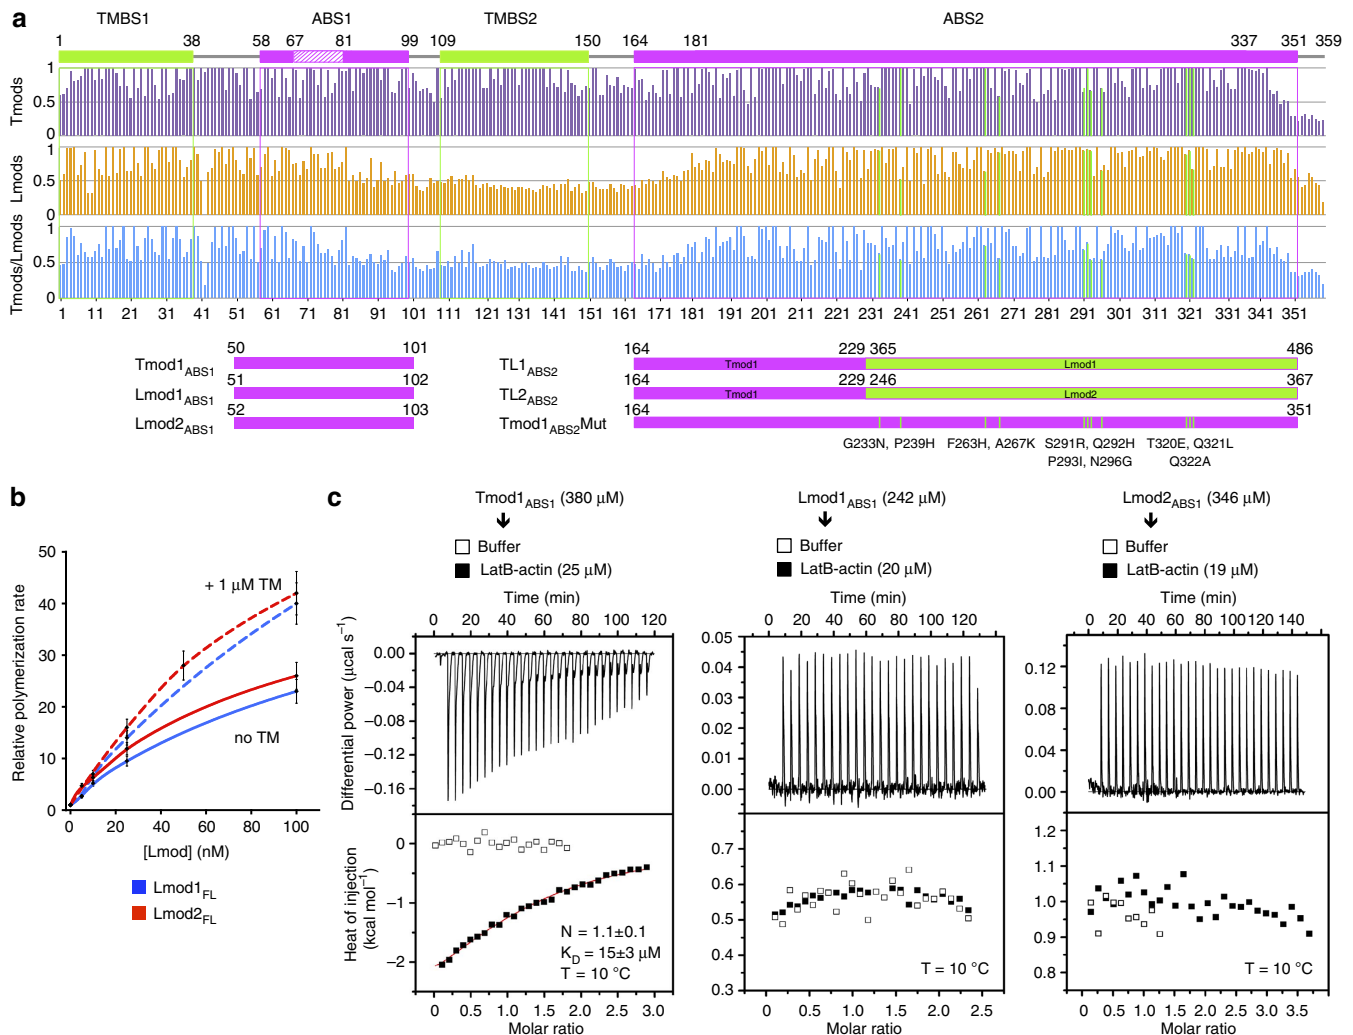 a
TMBS1 ABS1 TMBS2 ABS2
1 38 58 67 81 99 109 150 164 181 337 351 359
Tmods
1
0.5
0
Lmods
1
0.5
0
Tmods/Lmods
1
0.5
0
1 11 21 31 41 51 61 71 81 91 101 111 121 131 141 151 161 171 181 191 201 211 221 231 241 251 261 271 281 291 301 311 321 331 341 351
50 101
Tmod1ABS1
51 102
Lmod1ABS1
52 103
Lmod2ABS1
164 229 365 486
TL1ABS2 Tmod1 Lmod1
164 229 246 367
TL2ABS2 Tmod1 Lmod2
164 351
Tmod1ABS2Mut
G233N, P239H F263H, A267K S291R, Q292H T320E, Q321L
P293I, N296G Q322A
b
Relative polymerization rate
50
40
30
20
10
0
+ 1 μM TM
no TM
0 20 40 60 80 100
[Lmod] (nM)
Lmod1FL
Lmod2FL
c
Tmod1ABS1 (380 μM)
Buffer
LatB-actin (25 μM)
Time (min)
0 20 40 60 80 100 120
Differential power (μcal s−1)
0.00
−0.04
−0.08
−0.12
−0.16
Heat of injection
(kcal mol−1)
0
−1
−2
N = 1.1±0.1
KD = 15±3 μM
T = 10 °C
0 0.5 1.0 1.5 2.0 2.5 3.0
Molar ratio
Lmod1ABS1 (242 μM)
Buffer
LatB-actin (20 μM)
Time (min)
0 20 40 60 80 100 120
0.05
0.04
0.03
0.02
0.01
0.00
0.7
0.6
0.5
0.4
0.3
T = 10 °C
0 0.5 1.0 1.5 2.0 2.5
Molar ratio
Lmod2ABS1 (346 μM)
Buffer
LatB-actin (19 μM)
Time (min)
0 20 40 60 80 100 140
0.12
0.08
0.04
0.00
1.2
1.1
1.0
0.9
0.8
T = 10 °C
0 0.5 1.0 1.5 2.0 2.5 3.0 3.5
Molar ratio